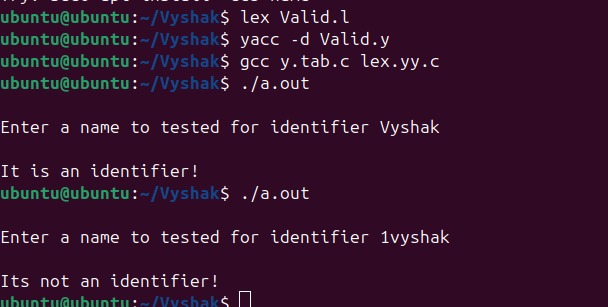 ubuntu@ubuntu:~/Vyshak$ lex Valid.l
ubuntu@ubuntu:~/Vyshak$ yacc -d Valid.y
ubuntu@ubuntu:~/Vyshak$ gcc y.tab.c lex.yy.c
ubuntu@ubuntu:~/Vyshak$ ./a.out
Enter a name to tested for identifier Vyshak
It is an identifier!
ubuntu@ubuntu:~/Vyshak$ ./a.out
Enter a name to tested for identifier 1vyshak
Its not an identifier!
ubuntu@ubuntu:~/Vyshak$